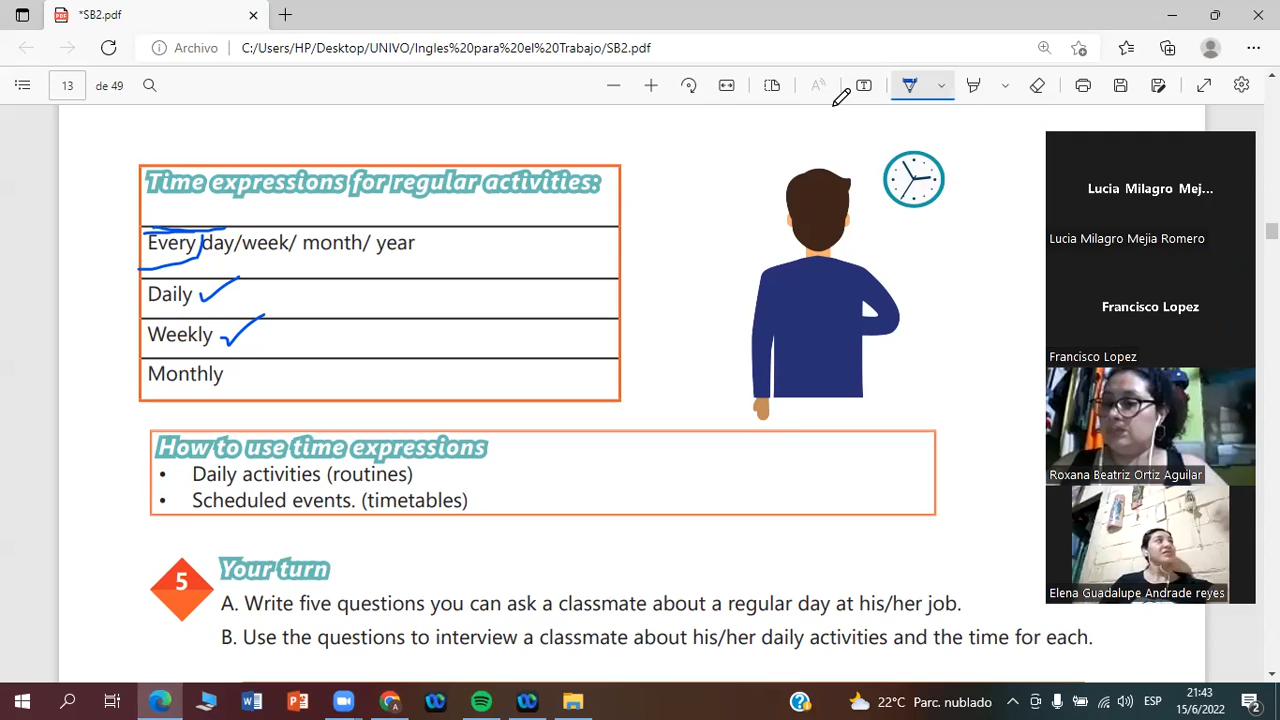 *SB2.pdf
Archivo
C:/Users/HP/Desktop/UNIVO/Ingles%20para%20el%20Trabajo/SB2.pdf
13
de 49
Time expressions for regular activities:
Every day/week/ month/ year
Daily
Weekly
Monthly
How to use time expressions
• Daily activities (routines)
• Scheduled events. (timetables)
5
Your turn
A. Write five questions you can ask a classmate about a regular day at his/her job.
B. Use the questions to interview a classmate about his/her daily activities and the time for each.
Lucia Milagro Mej...
Lucia Milagro Mejia Romero
Francisco Lopez
Francisco Lopez
Roxana Beatriz Ortiz Aguilar
Elena Guadalupe Andrade reyes
22°C Parc. nublado
ESP
21:43
15/6/2022
2